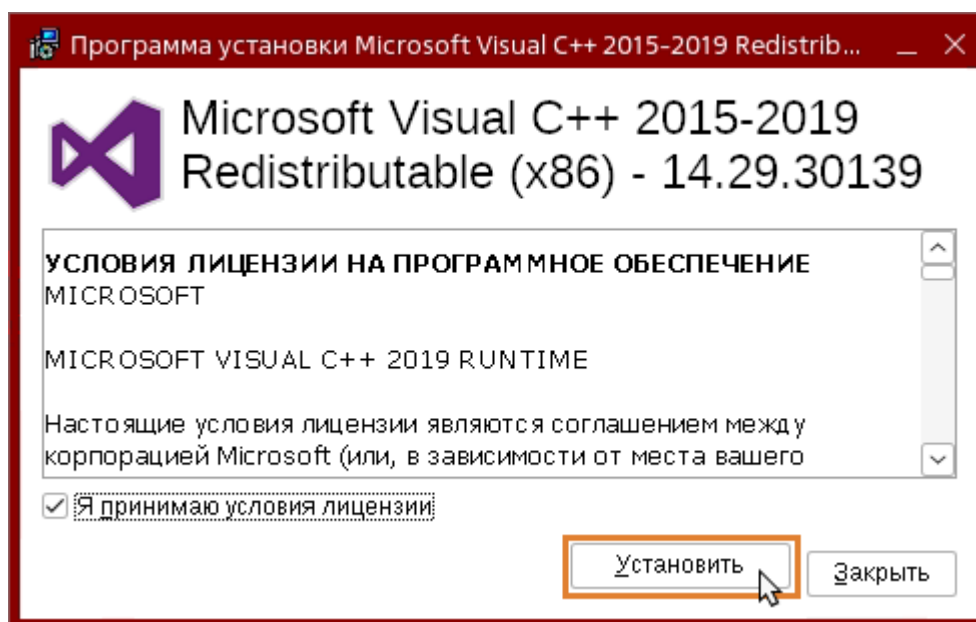 Программа установки Microsoft Visual C++ 2015-2019 Redistrib...
Microsoft Visual C++ 2015-2019
Redistributable (x86) - 14.29.30139
УСЛОВИЯ ЛИЦЕНЗИИ НА ПРОГРАММНОЕ ОБЕСПЕЧЕНИЕ
MICROSOFT
MICROSOFT VISUAL C++ 2019 RUNTIME
Настоящие условия лицензии являются соглашением между
корпорацией Microsoft (или, в зависимости от места вашего
Я принимаю условия лицензии
Установить
Закрыть